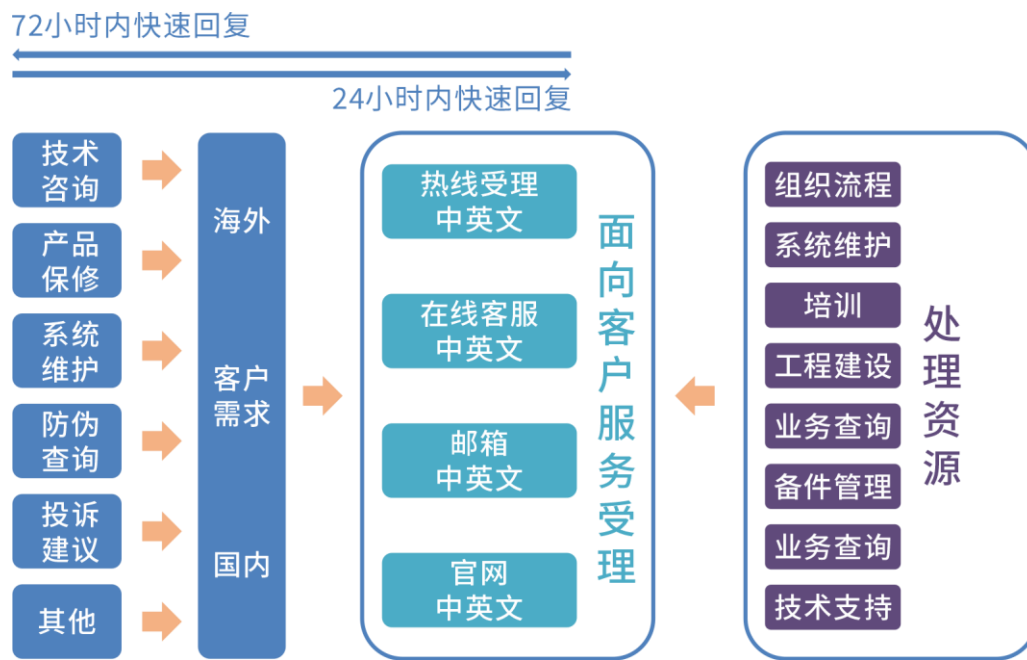 72小时内快速回复
24小时内快速回复
技术
咨询
产品
保修
系统
维护
防伪
查询
投诉
建议
其他
海外
客户
需求
国内
热线受理
中英文
在线客服
中英文
邮箱
中英文
官网
中英文
面向客户服务受理
组织流程
系统维护
培训
工程建设
业务查询
备件管理
业务查询
技术支持
处理资源